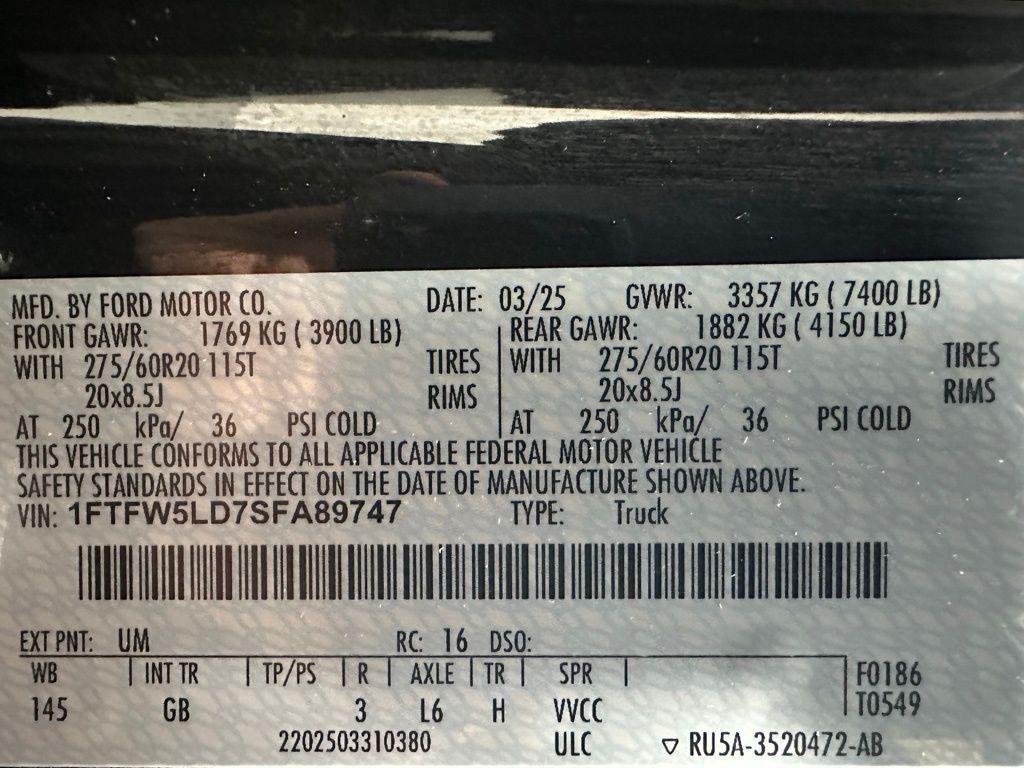 MFD. BY FORD MOTOR CO. DATE: 03/25 GVWR: 3357 KG ( 7400 LB)
FRONT GAWR: 1769 KG ( 3900 LB) REAR GAWR: 1882 KG ( 4150 LB)
WITH 275/60R20 115T TIRES WITH 275/60R20 115T TIRES
20x8.5J RIMS 20x8.5J RIMS
AT 250 kPa/ 36 PSI COLD AT 250 kPa/ 36 PSI COLD
THIS VEHICLE CONFORMS TO ALL APPLICABLE FEDERAL MOTOR VEHICLE
SAFETY STANDARDS IN EFFECT ON THE DATE OF MANUFACTURE SHOWN ABOVE.
VIN: 1FTFW5LD7SFA89747 TYPE: Truck
EXT PNT: UM RC: 16 DSO:
WB INT TR TP/PS R AXLE TR SPR F0186
145 GB 3 L6 H VVCC T0549
2202503310380 ULC ▽ RU5A-3520472-AB